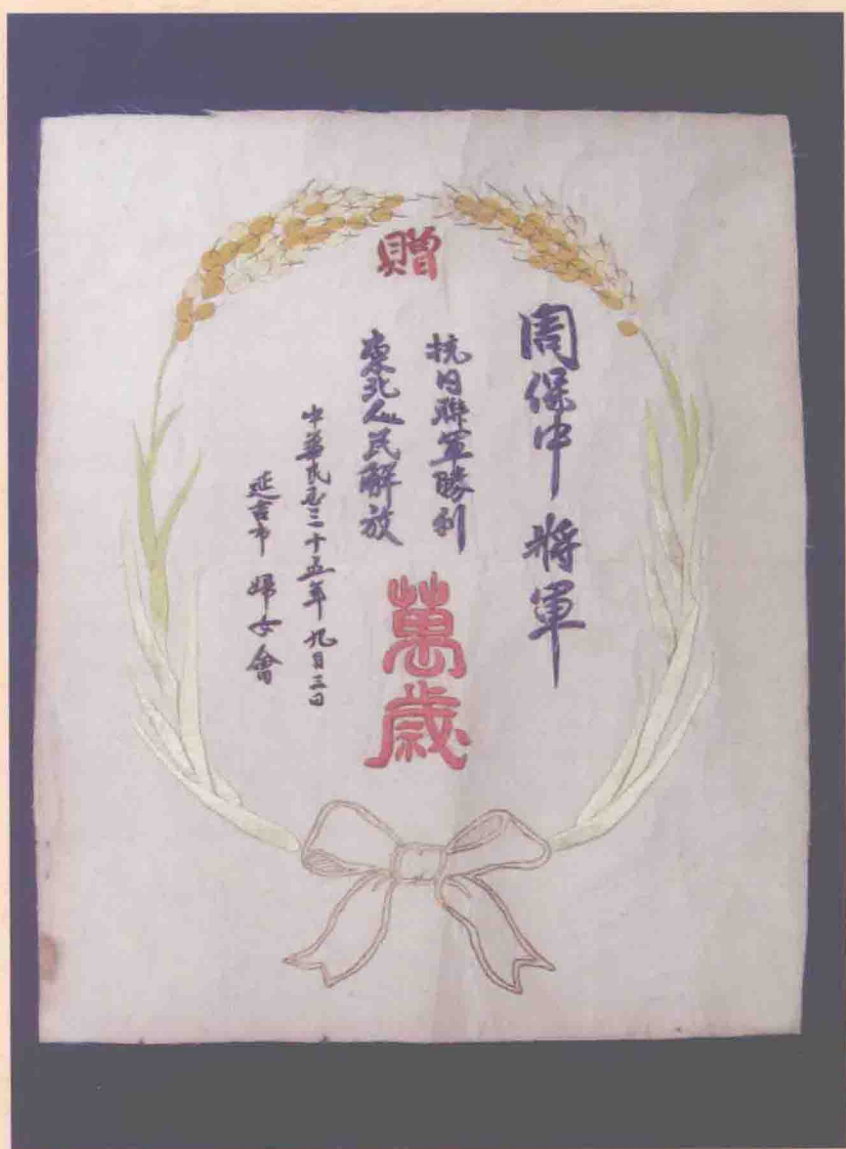 贈
周保中 將軍
抗日聯軍勝利
東北人民解放
萬歲
中華民国三十五年 九月三日
延吉市 婦女會